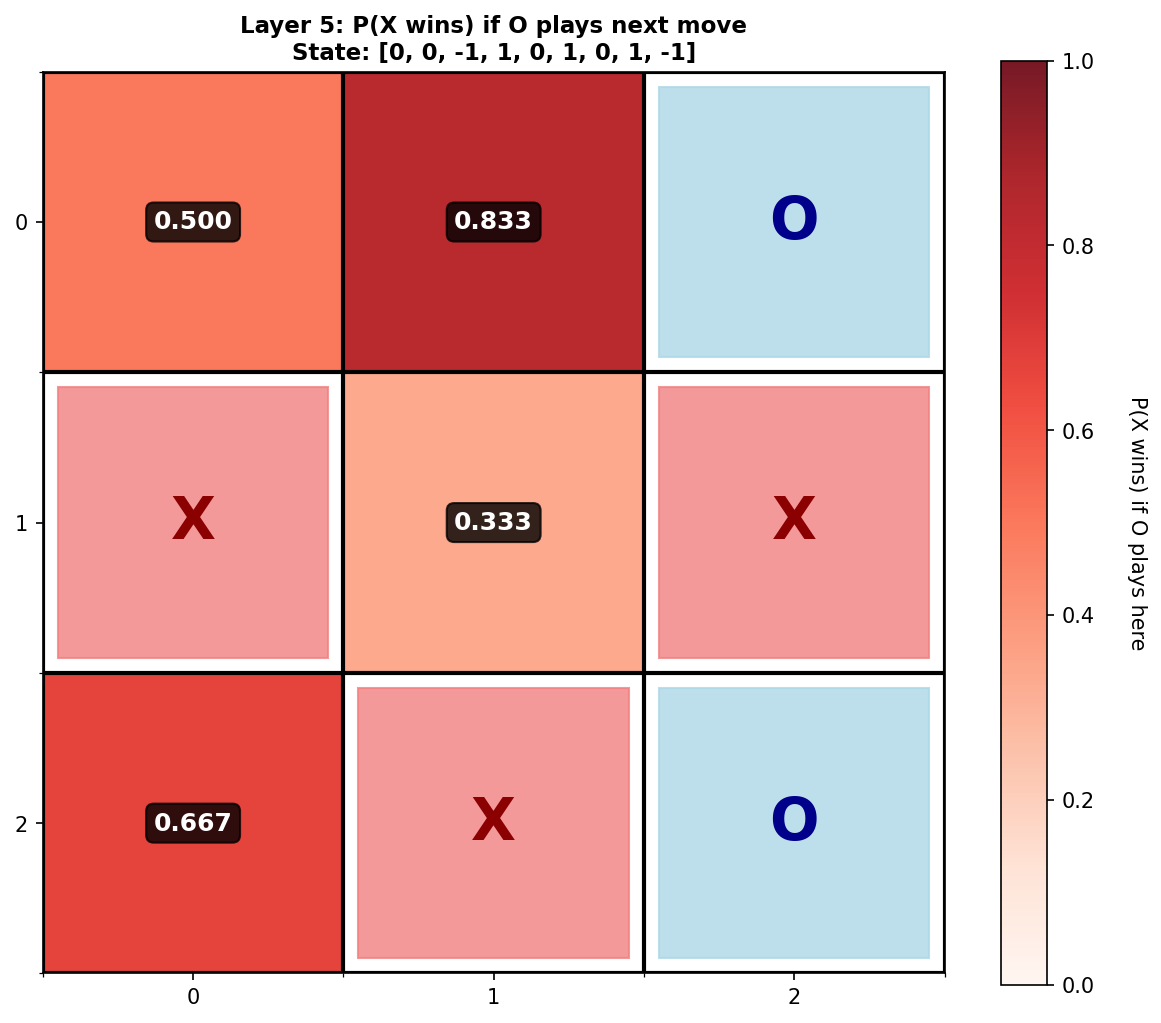 Layer 5: P(X wins) if O plays next move
State: [0, 0, -1, 1, 0, 1, 0, 1, -1]
0.500
0.833
O
X
0.333
X
0.667
X
O
0
1
2
0
1
2
1.0
0.8
0.6
0.4
0.2
0.0
P(X wins) if O plays here